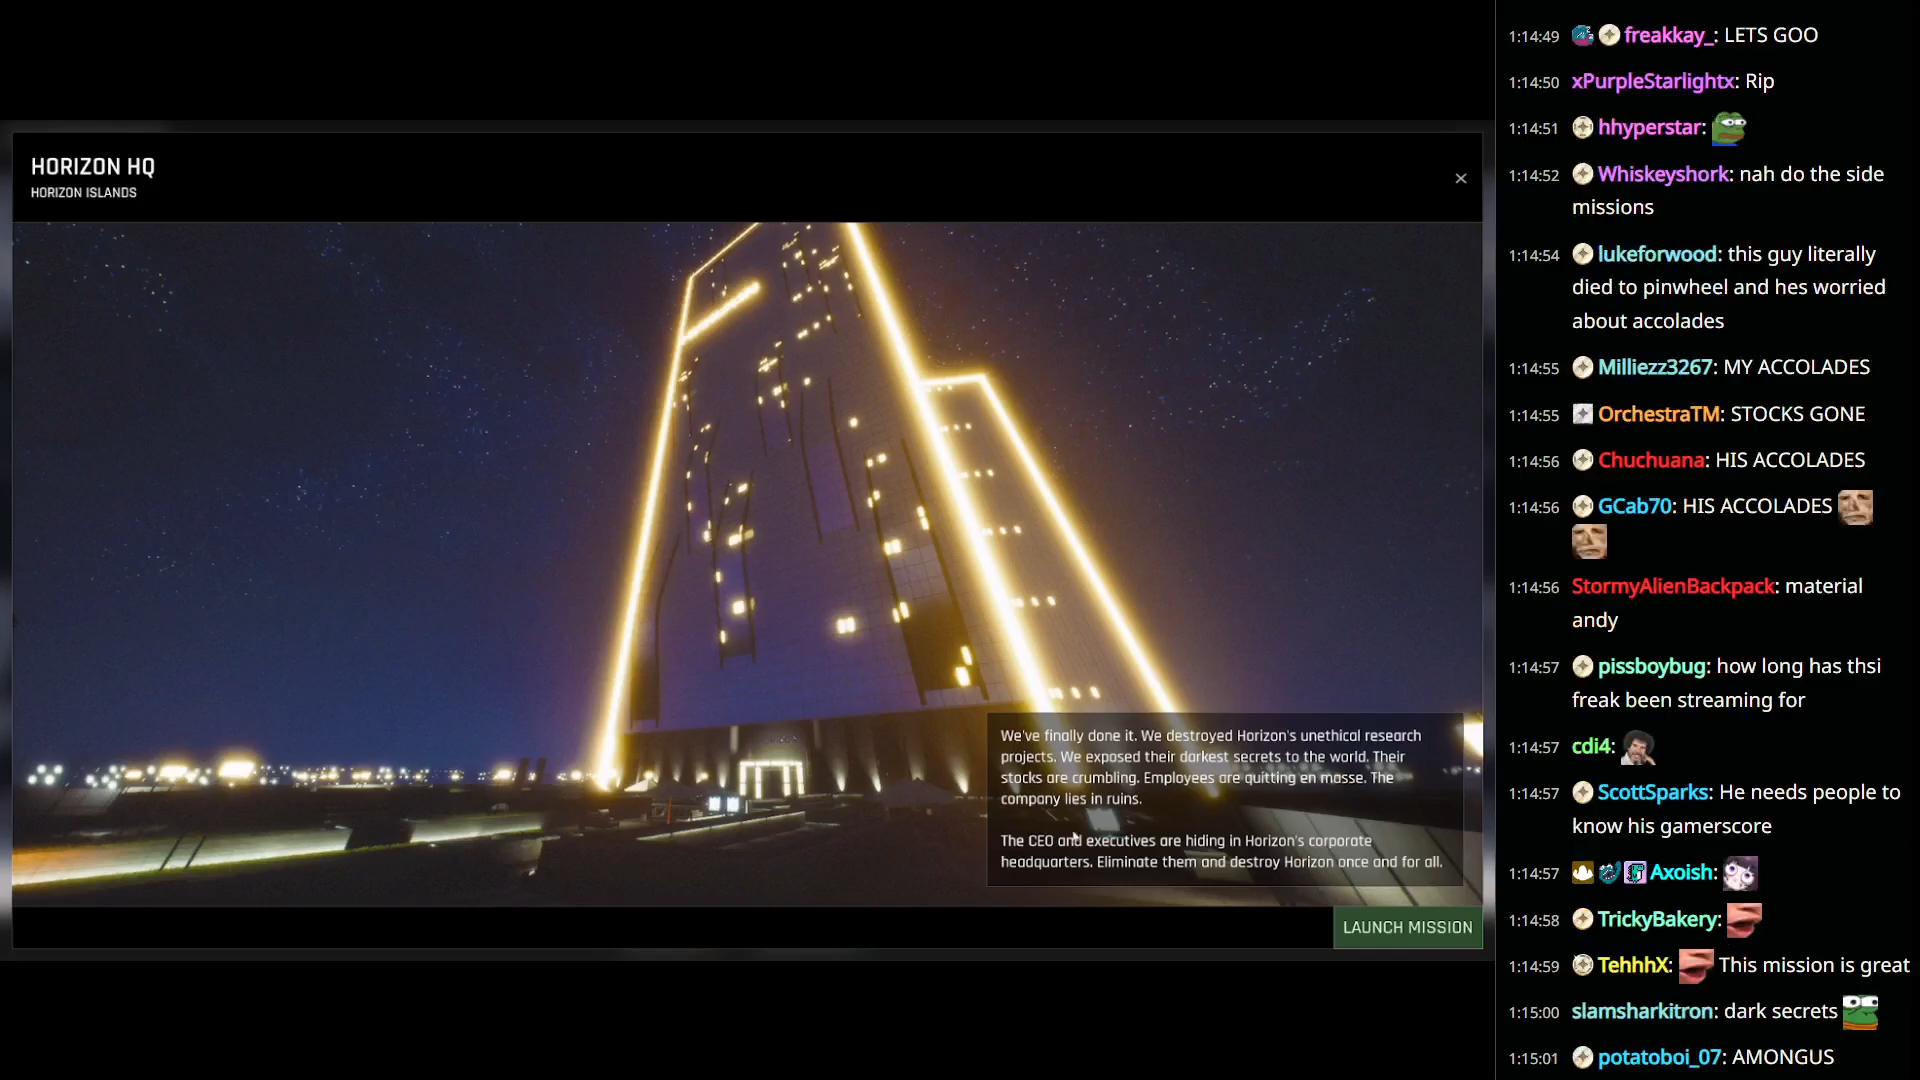 HORIZON HQ
HORIZON ISLANDS
×
We've finally done it. We destroyed Horizon's unethical research
projects. We exposed their darkest secrets to the world. Their
stocks are crumbling. Employees are quitting en masse. The
company lies in ruins.
The CEO and executives are hiding in Horizon's corporate
headquarters. Eliminate them and destroy Horizon once and for all.
LAUNCH MISSION
1:14:49 freakkay_: LETS GOO
1:14:50 xPurpleStarlightx: Rip
1:14:51 hhyperstar:
1:14:52 Whiskeyshork: nah do the side
missions
1:14:54 lukeforwood: this guy literally
died to pinwheel and hes worried
about accolades
1:14:55 Milliezz3267: MY ACCOLADES
1:14:55 OrchestraTM: STOCKS GONE
1:14:56 Chuchuana: HIS ACCOLADES
1:14:56 GCab70: HIS ACCOLADES
1:14:56 StormyAlienBackpack: material
andy
1:14:57 pissboybug: how long has thsi
freak been streaming for
1:14:57 cdi4:
1:14:57 ScottSparks: He needs people to
know his gamerscore
1:14:57 Axoish:
1:14:58 TrickyBakery:
1:14:59 TehhhX: This mission is great
1:15:00 slamsharkitron: dark secrets
1:15:01 potatoboi_07: AMONGUS